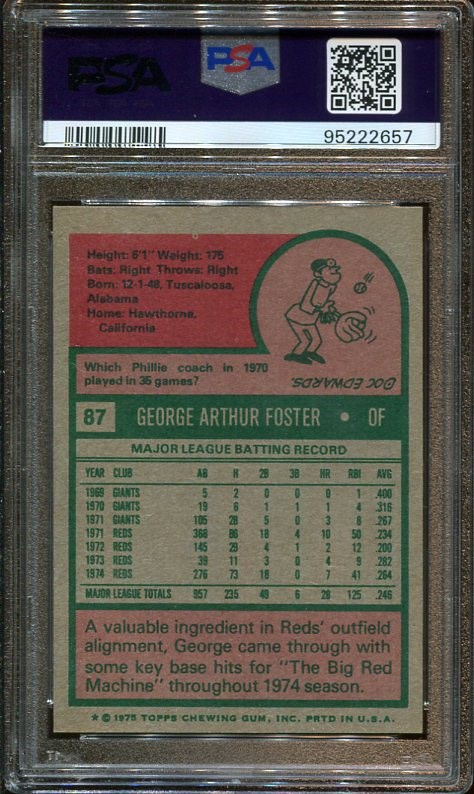 PSA
PSA
95222657
Height: 6'1" Weight: 175
Bats: Right Throws: Right
Born: 12-1-48, Tuscaloosa,
Alabama
Home: Hawthorne,
California
Which Phillie coach in 1970
played in 35 games?
DOC EDWARDS.
87 GEORGE ARTHUR FOSTER • OF
MAJOR LEAGUE BATTING RECORD
YEAR CLUB AB H 2B 3B HR RBI AVG
1969 GIANTS 5 2 0 0 0 1 .400
1970 GIANTS 19 6 1 1 1 4 .316
1971 GIANTS 105 28 5 0 3 8 .267
1971 REDS 368 86 18 4 10 50 .234
1972 REDS 145 29 4 1 2 12 .200
1973 REDS 39 11 3 0 4 9 .282
1974 REDS 276 73 18 0 7 41 .264
MAJOR LEAGUE TOTALS 957 235 49 6 28 125 .246
A valuable ingredient in Reds' outfield
alignment, George came through with
some key base hits for "The Big Red
Machine" throughout 1974 season.
* © 1975 TOPPS CHEWING GUM, INC. PRTD IN U.S.A.